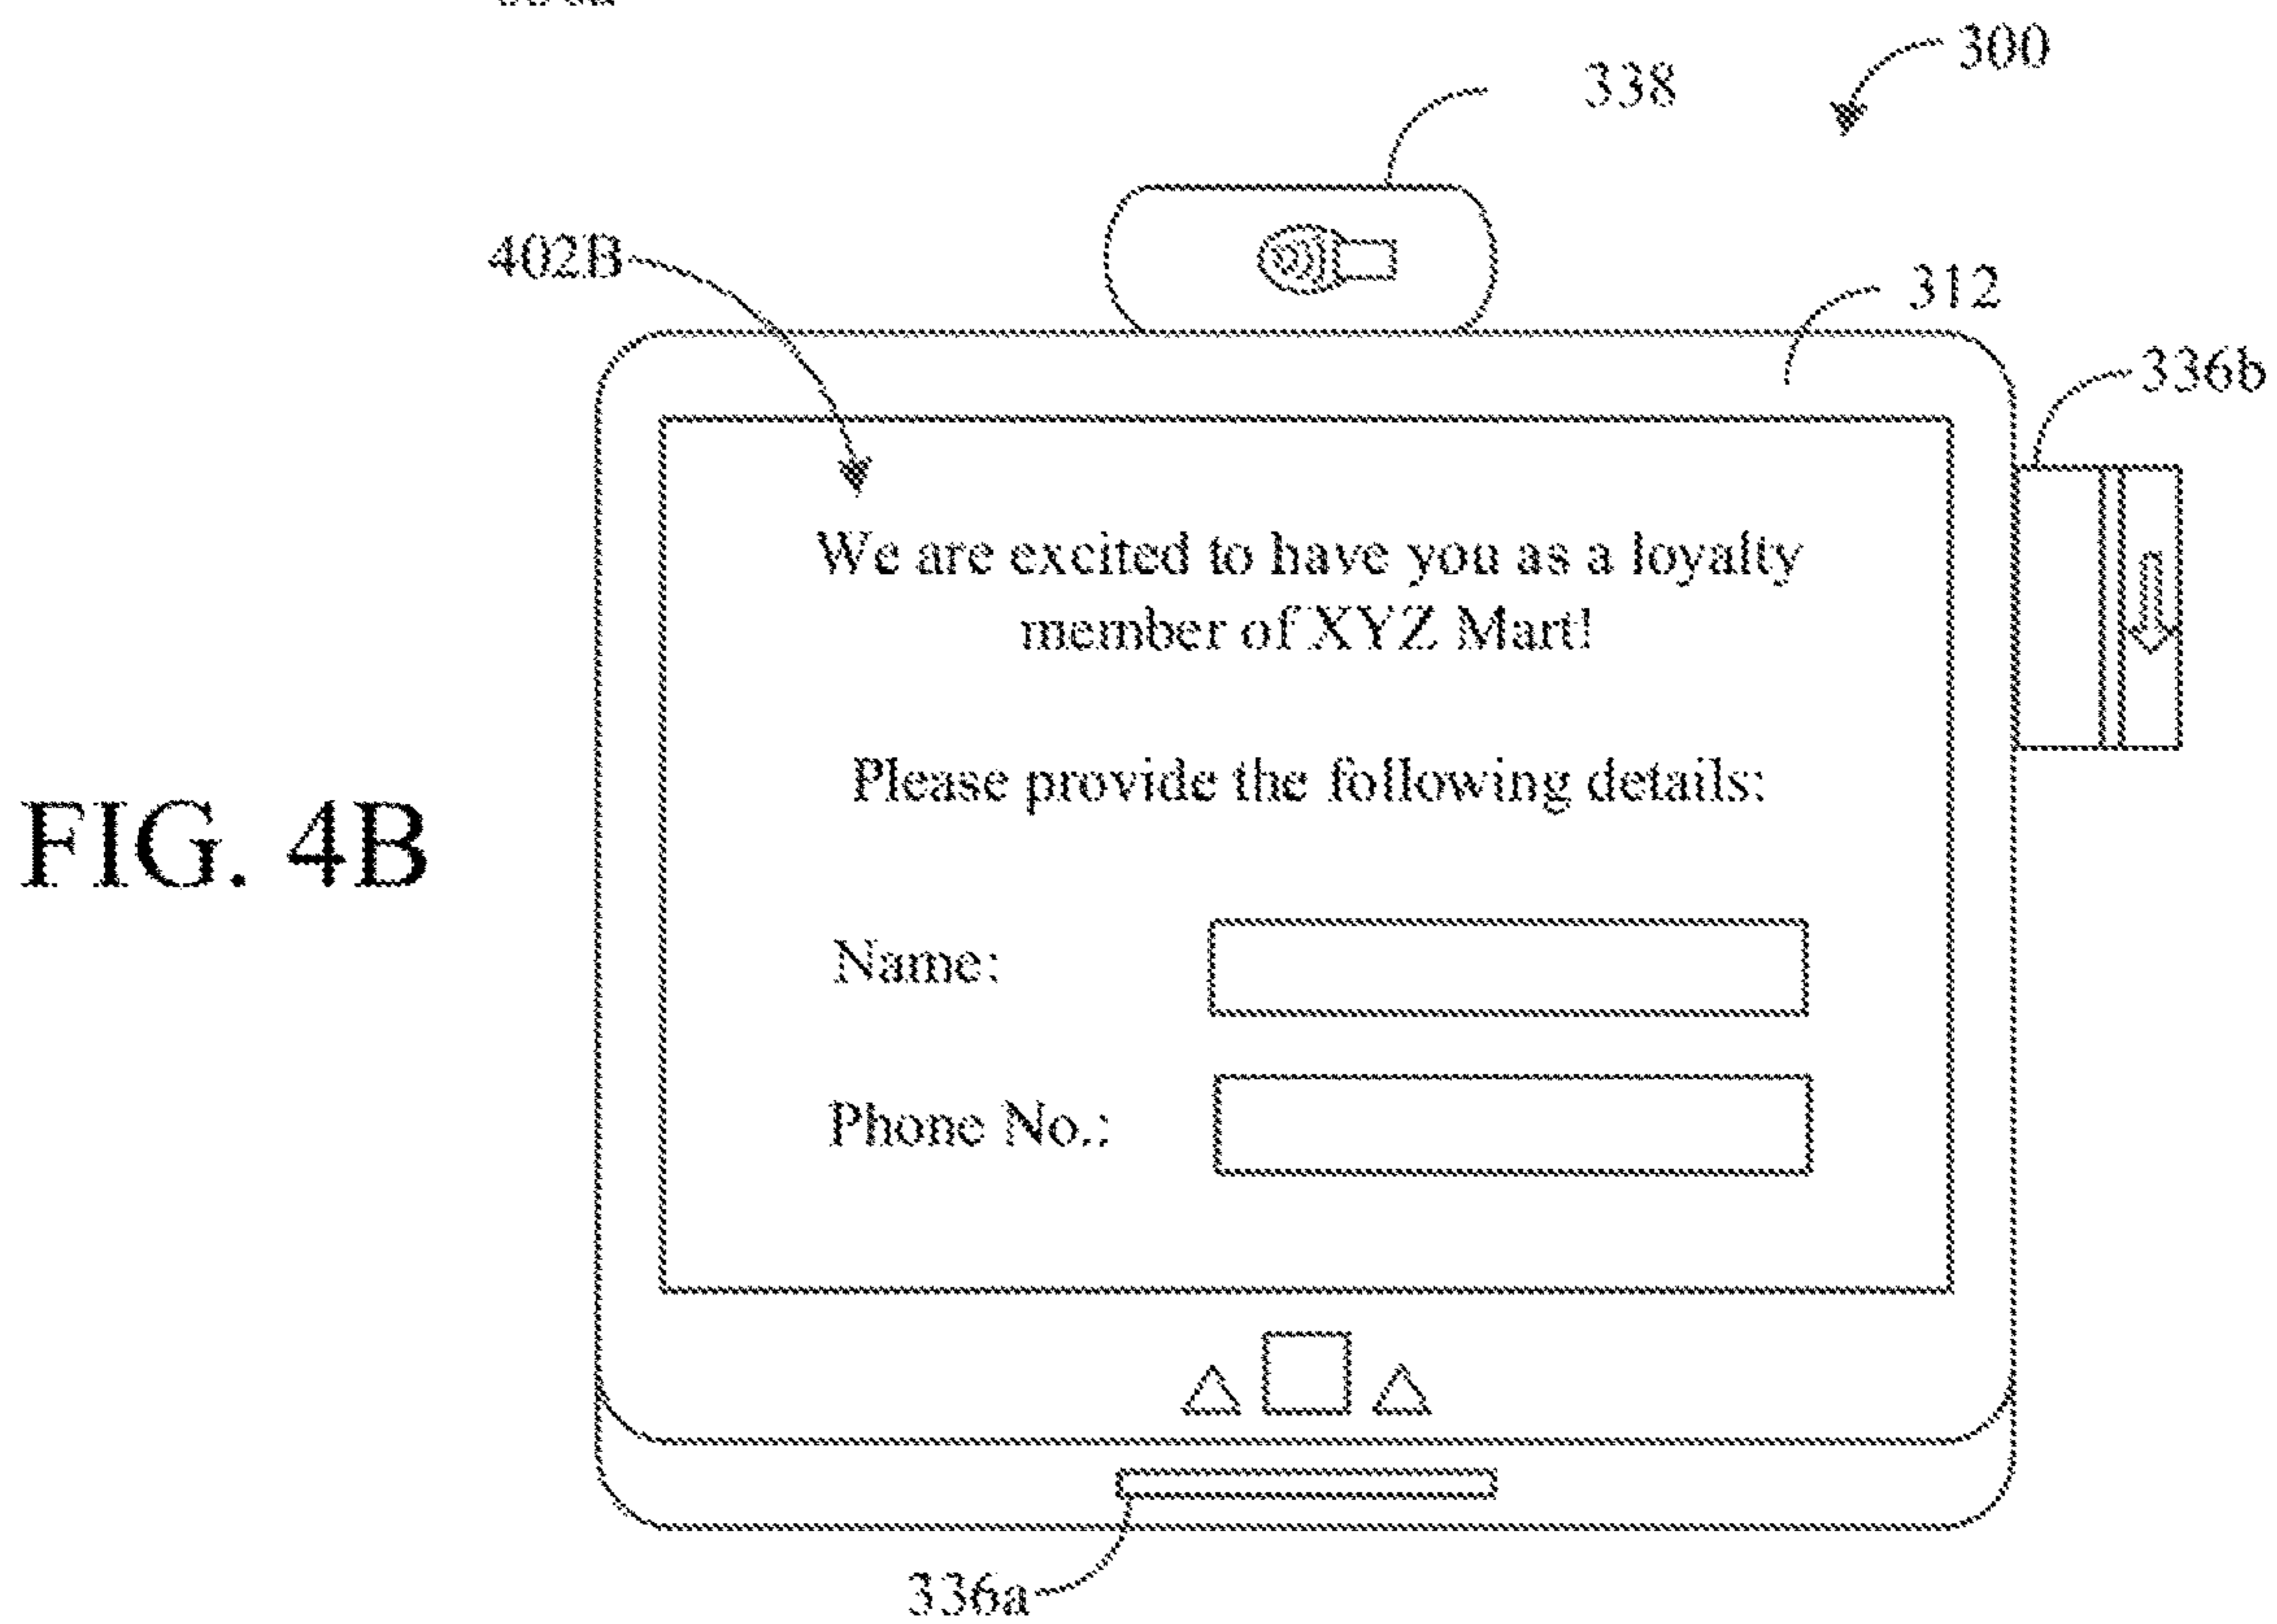 300
338
402B
312
336b
We are excited to have you as a loyalty
member of XYZ Mart!
Please provide the following details:
FIG. 4B
Name:
Phone No.:
336a